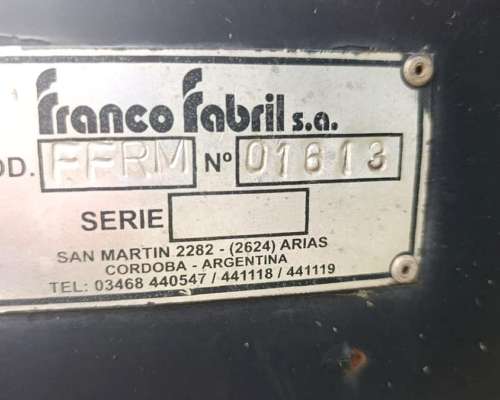 Franco Fabril s.a.
OD. FFRM Nº 01613
SERIE
SAN MARTIN 2282 - (2624) ARIAS
CORDOBA - ARGENTINA
TEL: 03468 440547 / 441118 / 441119